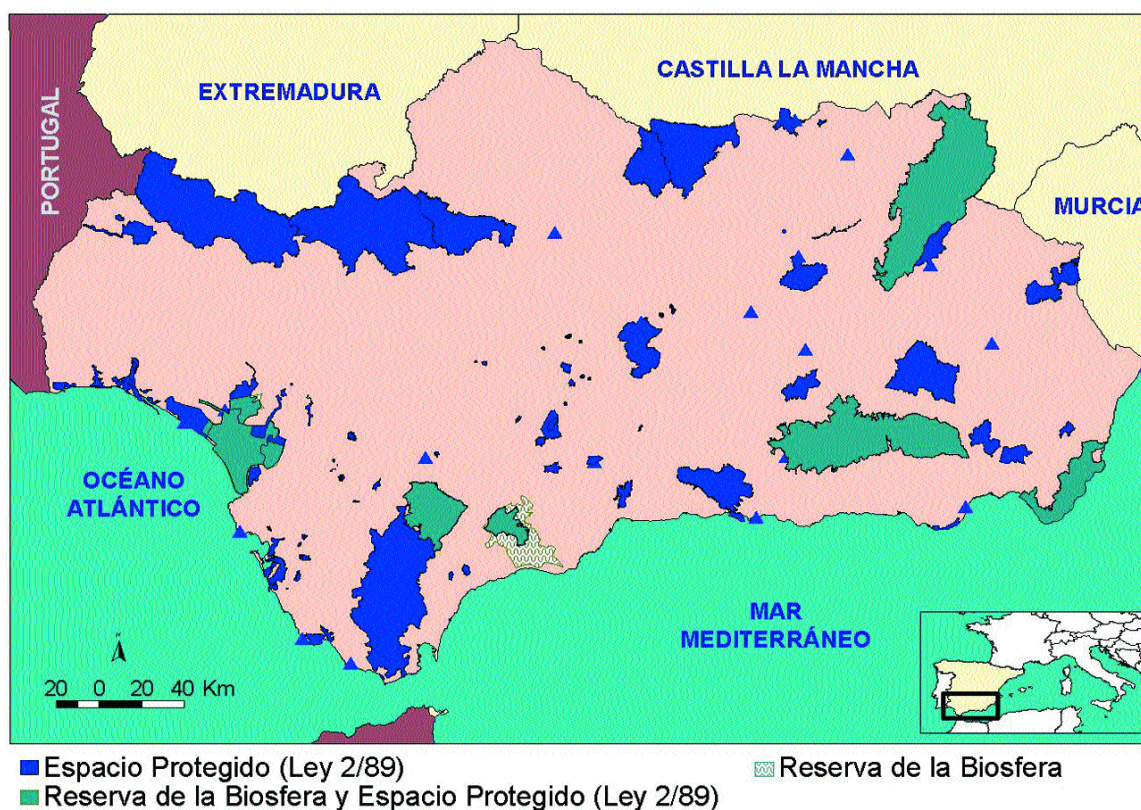 EXTREMADURA
CASTILLA LA MANCHA
PORTUGAL
MURCIA
OCÉANO
ATLÁNTICO
MAR
MEDITERRÁNEO
20 0 20 40 Km
Espacio Protegido (Ley 2/89)
Reserva de la Biosfera
Reserva de la Biosfera y Espacio Protegido (Ley 2/89)